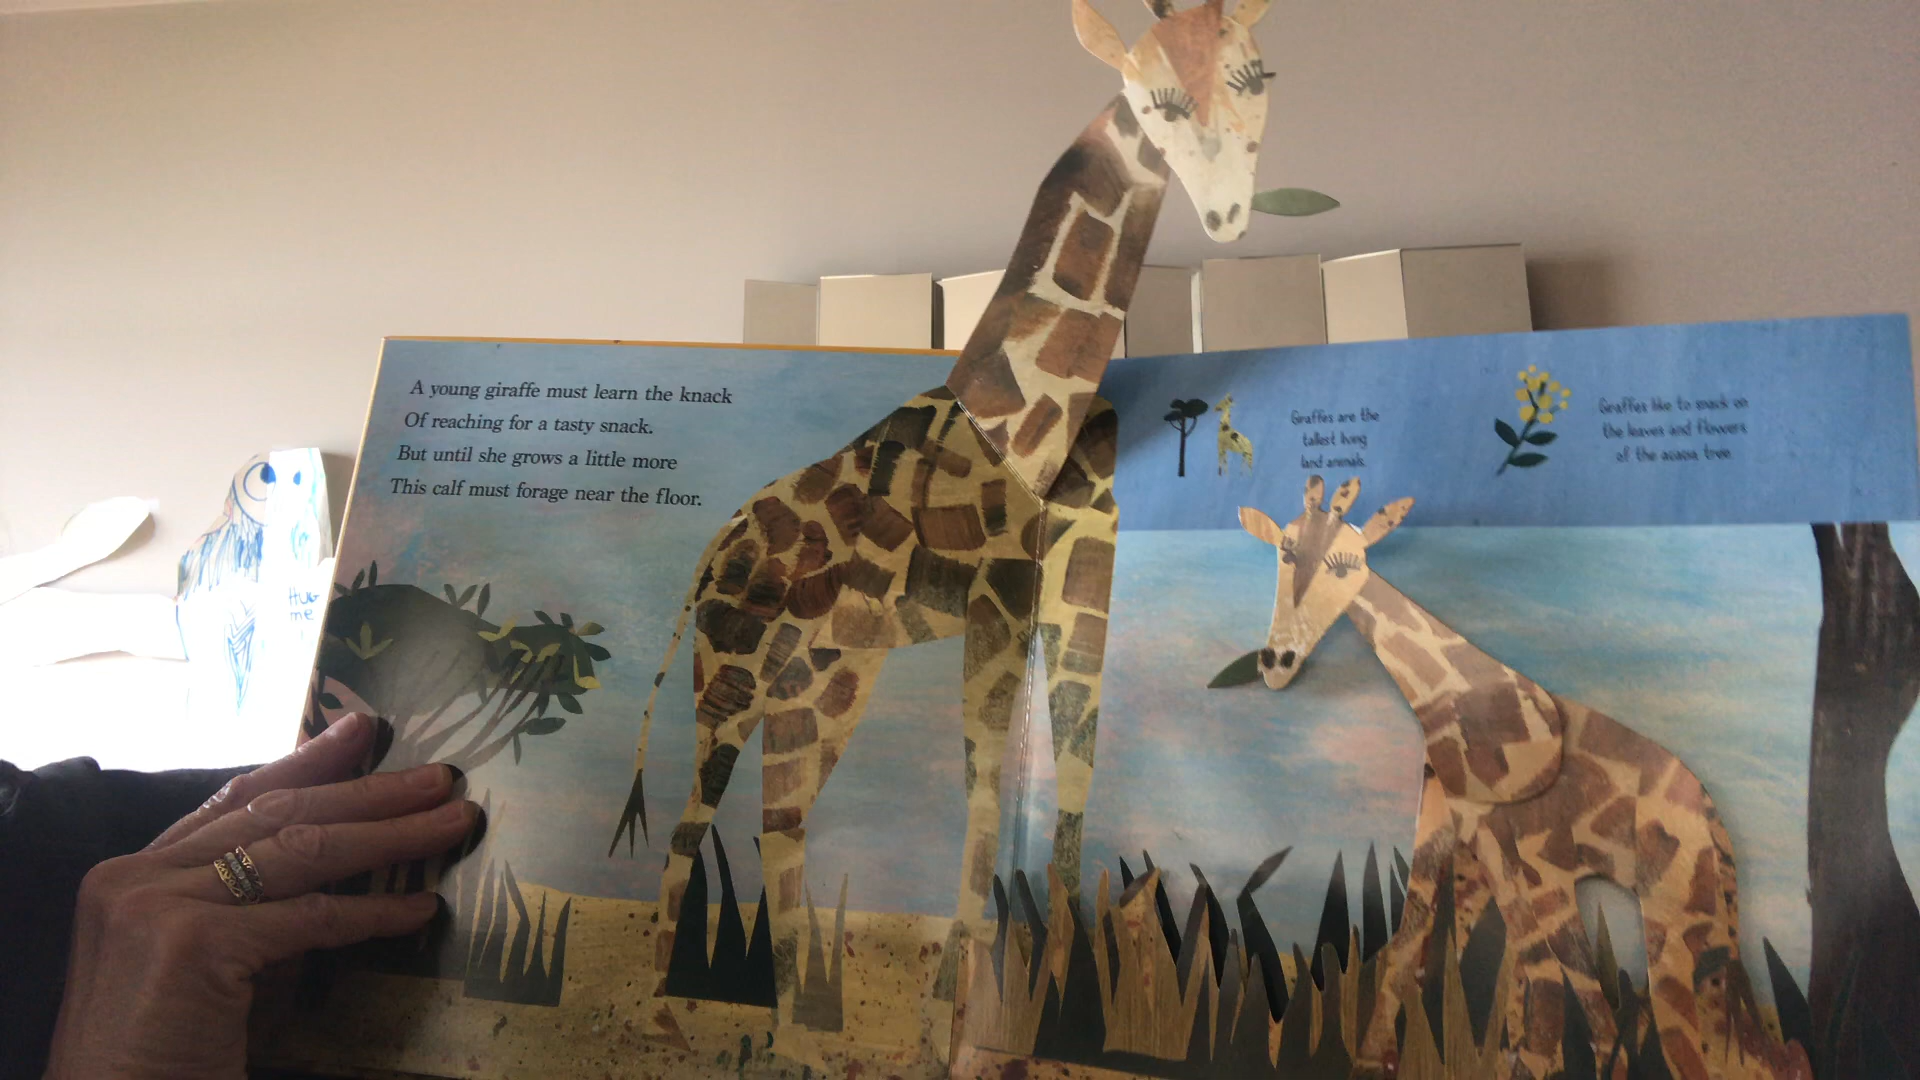 A young giraffe must learn the knack
Of reaching for a tasty snack.
But until she grows a little more
This calf must forage near the floor.
Giraffes are the
tallest living
land animals.
Giraffes like to snack on
the leaves and flowers
of the acacia tree.
HUG
me